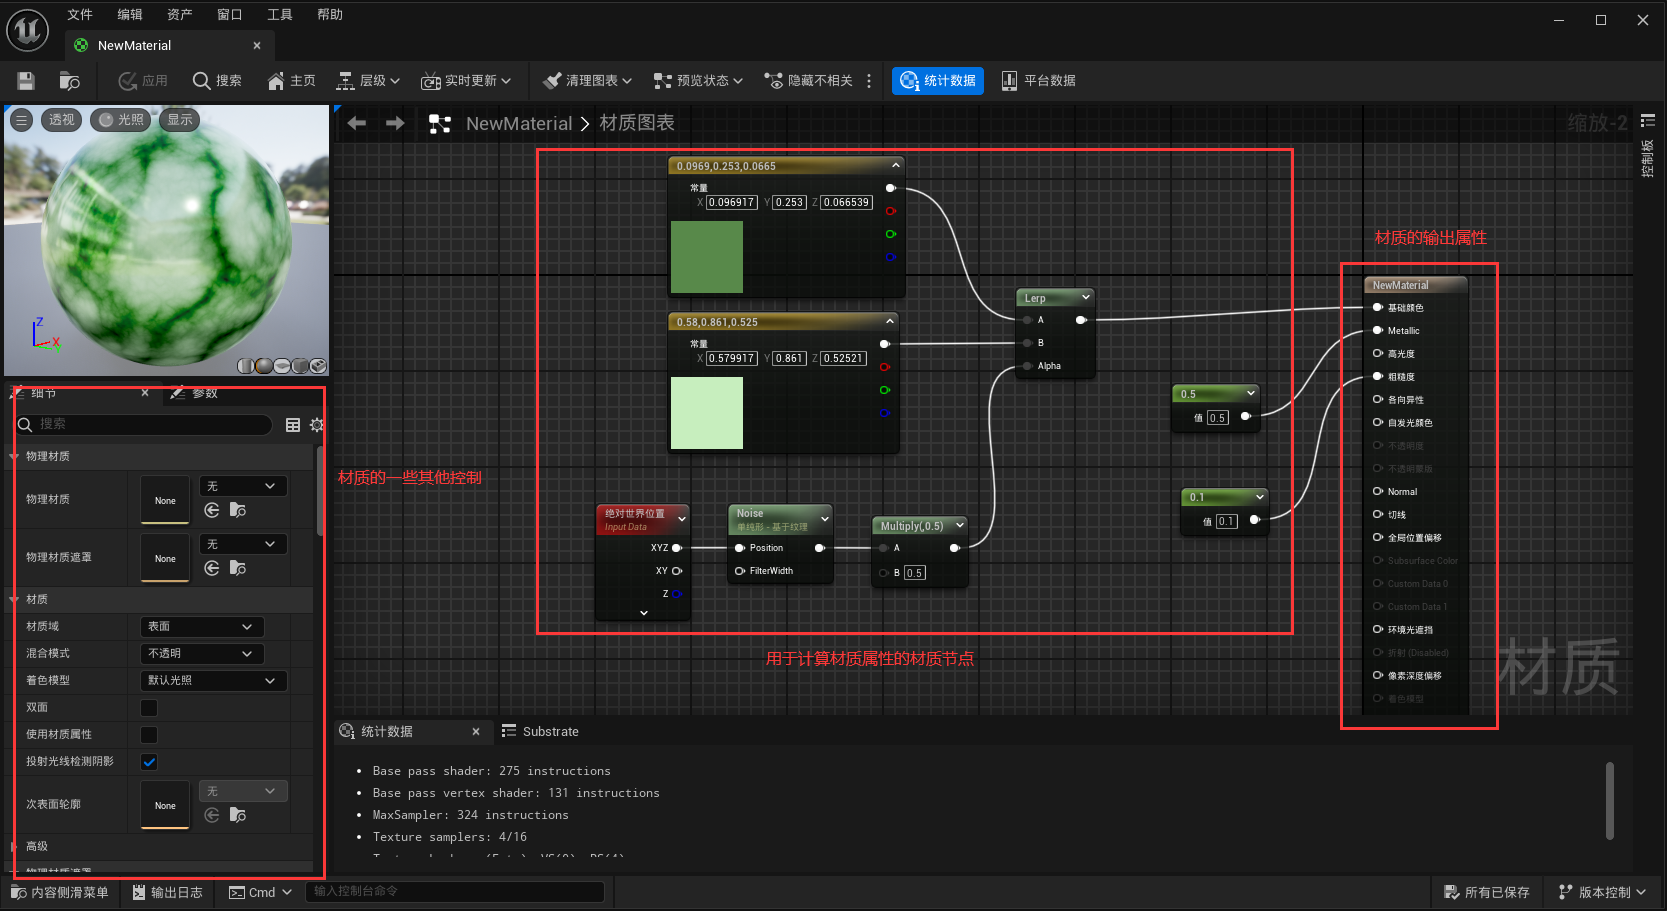 文件 编辑 资产 窗口 工具 帮助
NewMaterial
应用 搜索 主页 层级 实时更新 清理图表 预览状态 隐藏不相关 统计数据 平台数据
透视 光照 显示
NewMaterial 材质图表
缩放-2
控制板
0.0969,0.253,0.0665
常量
X 0.096917 Y 0.253 Z 0.066539
0.58,0.861,0.525
常量
X 0.579917 Y 0.861 Z 0.52521
Lerp
A
B
Alpha
0.5
值 0.5
0.1
值 0.1
绝对世界位置
Input Data
XYZ
XY
Z
Noise
单纯形 - 基于纹理
Position
FilterWidth
Multiply(,0.5)
A
B 0.5
用于计算材质属性的材质节点
材质的输出属性
NewMaterial
基础颜色
Metallic
高光度
粗糙度
各向异性
自发光颜色
不透明度
不透明蒙版
Normal
切线
全局位置偏移
Subsurface Color
Custom Data 0
Custom Data 1
环境光遮挡
折射 (Disabled)
像素深度偏移
着色模型
材质
Z
X
细节 参数
搜索
材质的一些其他控制
物理材质
物理材质 None 无
物理材质遮罩 None 无
材质
材质域 表面
混合模式 不透明
着色模型 默认光照
双面
使用材质属性
投射光线检测阴影
次表面轮廓 None 无
高级
物理材质遮罩
统计数据 Substrate
Base pass shader: 275 instructions
Base pass vertex shader: 131 instructions
MaxSampler: 324 instructions
Texture samplers: 4/16
内容侧滑菜单 输出日志 Cmd 输入控制台命令 所有已保存 版本控制